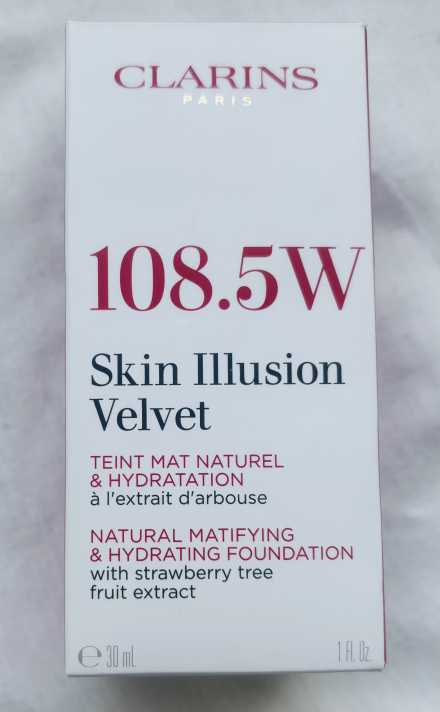 CLARINS
PARIS
108.5W
Skin Illusion
Velvet
TEINT MAT NATUREL
& HYDRATATION
à l'extrait d'arbouse
NATURAL MATIFYING
& HYDRATING FOUNDATION
with strawberry tree
fruit extract
℮ 30 ml 1 Fl. Oz.